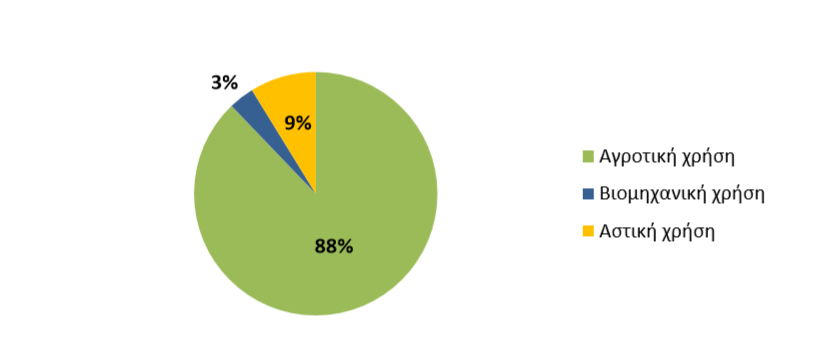 3%
9%
88%
Αγροτική χρήση
Βιομηχανική χρήση
Αστική χρήση